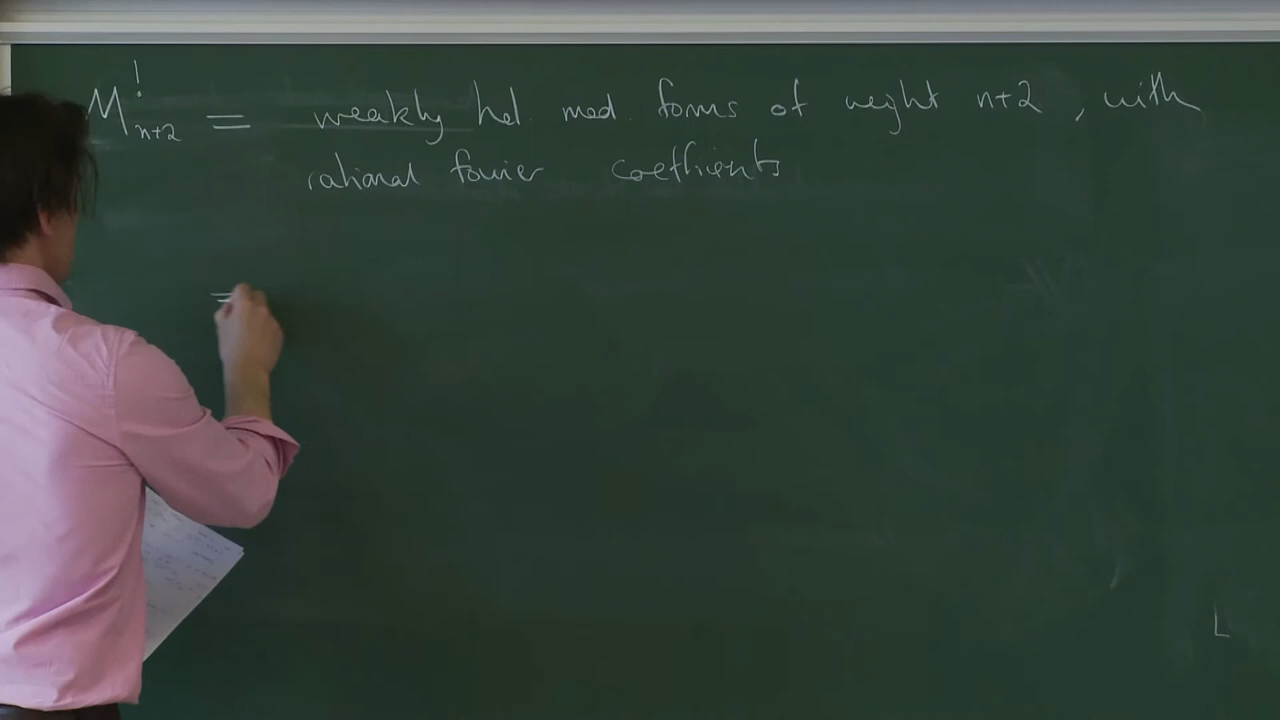 M^!_{n+2} = weakly hol. mod. forms of weight n+2, with
rational fourier coefficients
=
L